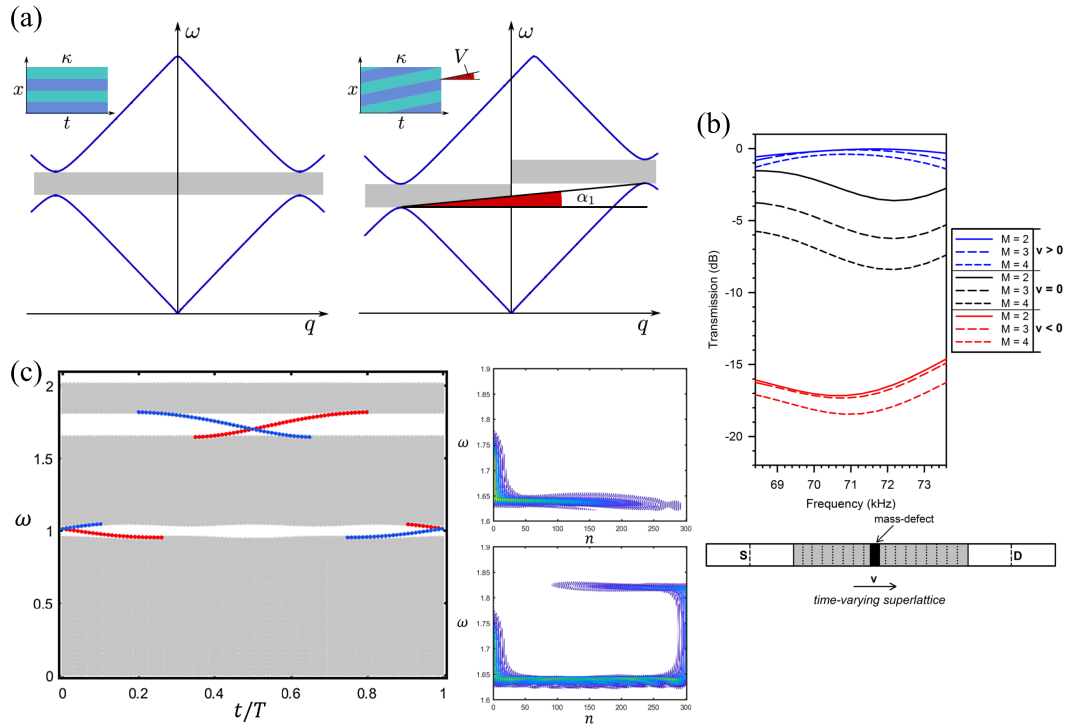 (a)
ω
κ
x
t
q
ω
κ
V
x
t
α₁
q
(b)
0
-5
-10
-15
-20
Transmission (dB)
69 70 71 72 73
Frequency (kHz)
M = 2
M = 3 v > 0
M = 4
M = 2
M = 3 v = 0
M = 4
M = 2
M = 3 v < 0
M = 4
mass-defect
S D
v
time-varying superlattice
(c)
2
1.5
ω
1
0.5
0
0 0.2 0.4 0.6 0.8 1
t/T
1.9
1.85
1.8
1.75
ω
1.7
1.65
1.6
0 50 100 150 200 250 300
n
1.9
1.85
1.8
ω
1.75
1.7
1.65
1.6
0 50 100 150 200 250 300
n